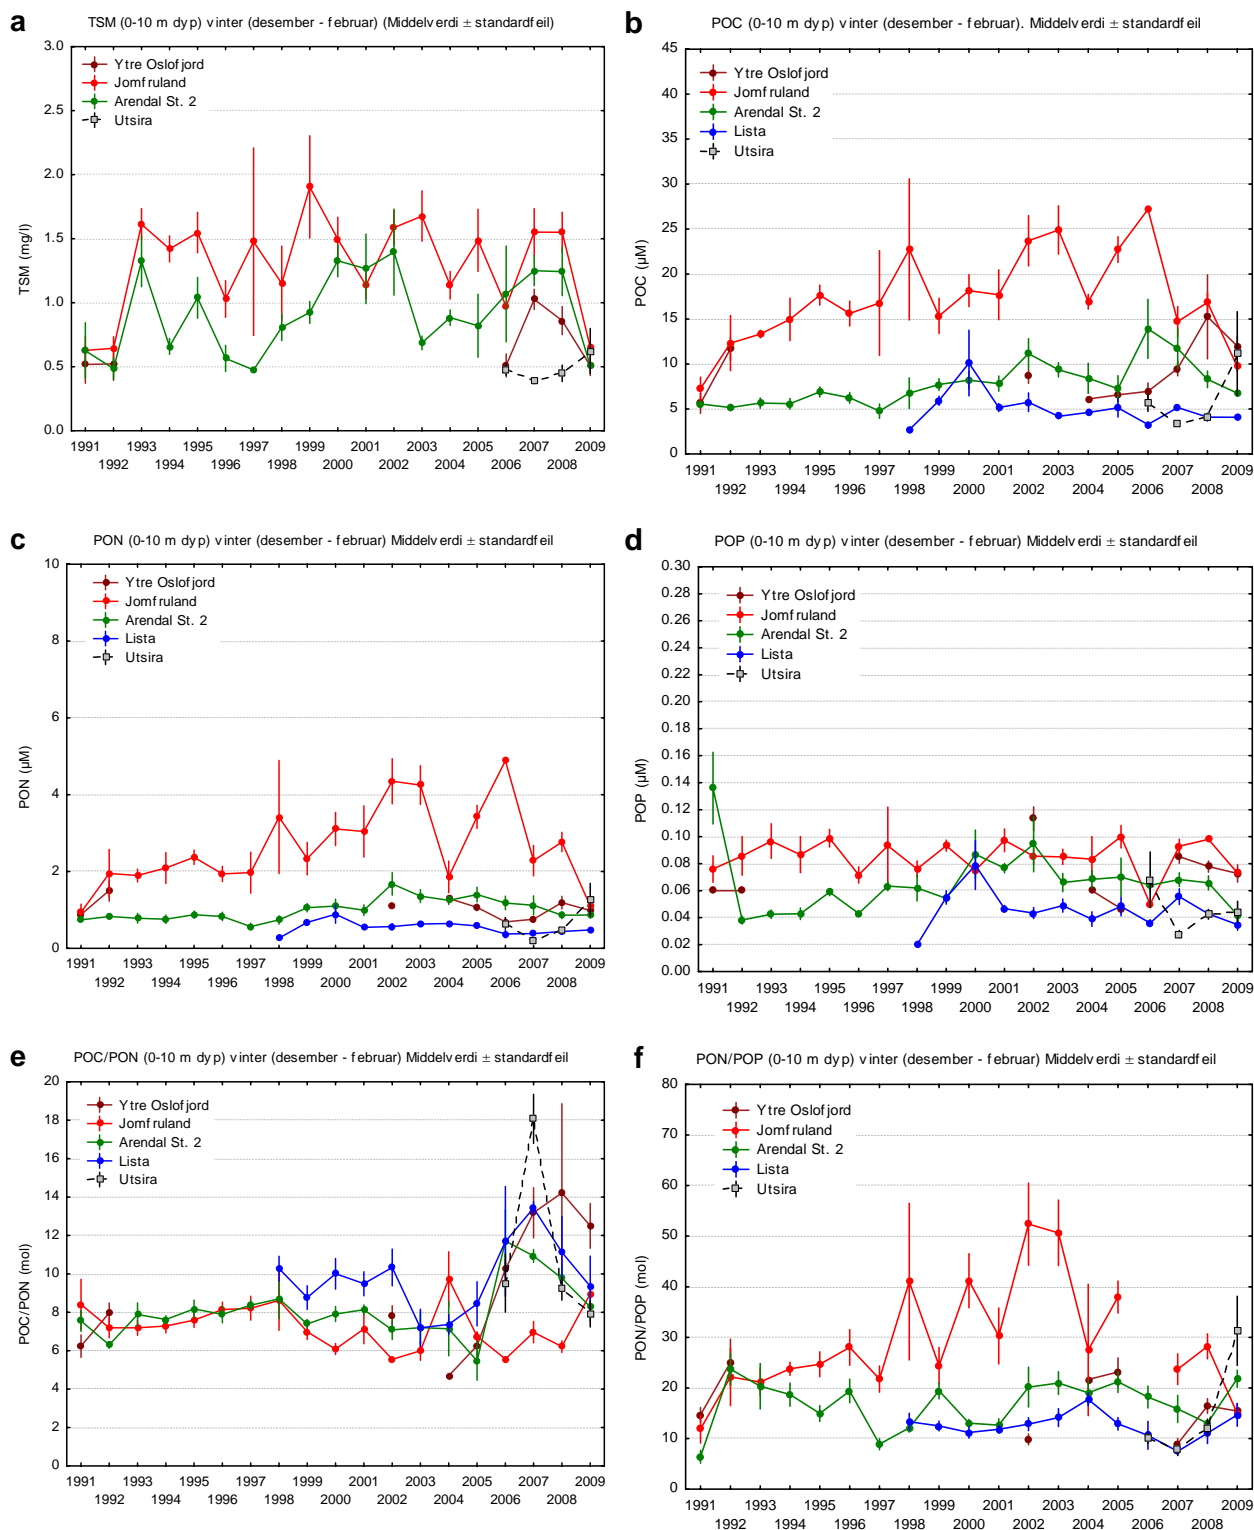 a
TSM (0-10 m dyp) vinter (desember - februar) (Middelverdi ± standardfeil)
3.0
2.5
2.0
1.5
1.0
0.5
0.0
TSM (mg/l)
Ytre Oslofjord
Jomfruland
Arendal St. 2
Utsira
1991 1993 1995 1997 1999 2001 2003 2005 2007 2009
1992 1994 1996 1998 2000 2002 2004 2006 2008
b
POC (0-10 m dyp) vinter (desember - februar). Middelverdi ± standardfeil
45
40
35
30
25
20
15
10
5
0
POC (µM)
Ytre Oslofjord
Jomfruland
Arendal St. 2
Lista
Utsira
1991 1993 1995 1997 1999 2001 2003 2005 2007 2009
1992 1994 1996 1998 2000 2002 2004 2006 2008
c
PON (0-10 m dyp) vinter (desember - februar) Middelverdi ± standardfeil
10
8
6
4
2
0
PON (µM)
Ytre Oslofjord
Jomfruland
Arendal St. 2
Lista
Utsira
1991 1993 1995 1997 1999 2001 2003 2005 2007 2009
1992 1994 1996 1998 2000 2002 2004 2006 2008
d
POP (0-10 m dyp) vinter (desember - februar) Middelverdi ± standardfeil
0.30
0.28
0.26
0.24
0.22
0.20
0.18
0.16
0.14
0.12
0.10
0.08
0.06
0.04
0.02
0.00
POP (µM)
Ytre Oslofjord
Jomfruland
Arendal St. 2
Lista
Utsira
1991 1993 1995 1997 1999 2001 2003 2005 2007 2009
1992 1994 1996 1998 2000 2002 2004 2006 2008
e
POC/PON (0-10 m dyp) vinter (desember - februar) Middelverdi ± standardfeil
20
18
16
14
12
10
8
6
4
2
0
POC/PON (mol)
Ytre Oslofjord
Jomfruland
Arendal St. 2
Lista
Utsira
1991 1993 1995 1997 1999 2001 2003 2005 2007 2009
1992 1994 1996 1998 2000 2002 2004 2006 2008
f
PON/POP (0-10 m dyp) vinter (desember - februar) Middelverdi ± standardfeil
80
70
60
50
40
30
20
10
0
PON/POP (mol)
Ytre Oslofjord
Jomfruland
Arendal St. 2
Lista
Utsira
1991 1993 1995 1997 1999 2001 2003 2005 2007 2009
1992 1994 1996 1998 2000 2002 2004 2006 2008